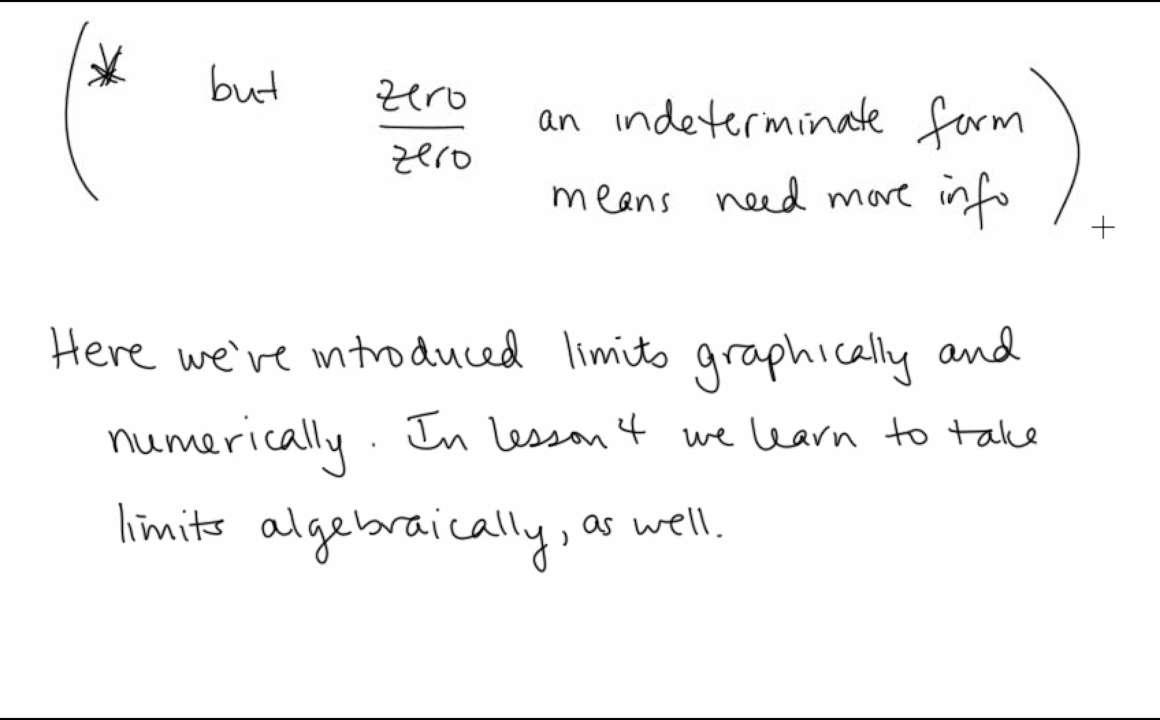 (* but zero/zero an indeterminate form
means need more info)
Here we've introduced limits graphically and
numerically. In lesson 4 we learn to take
limits algebraically, as well.